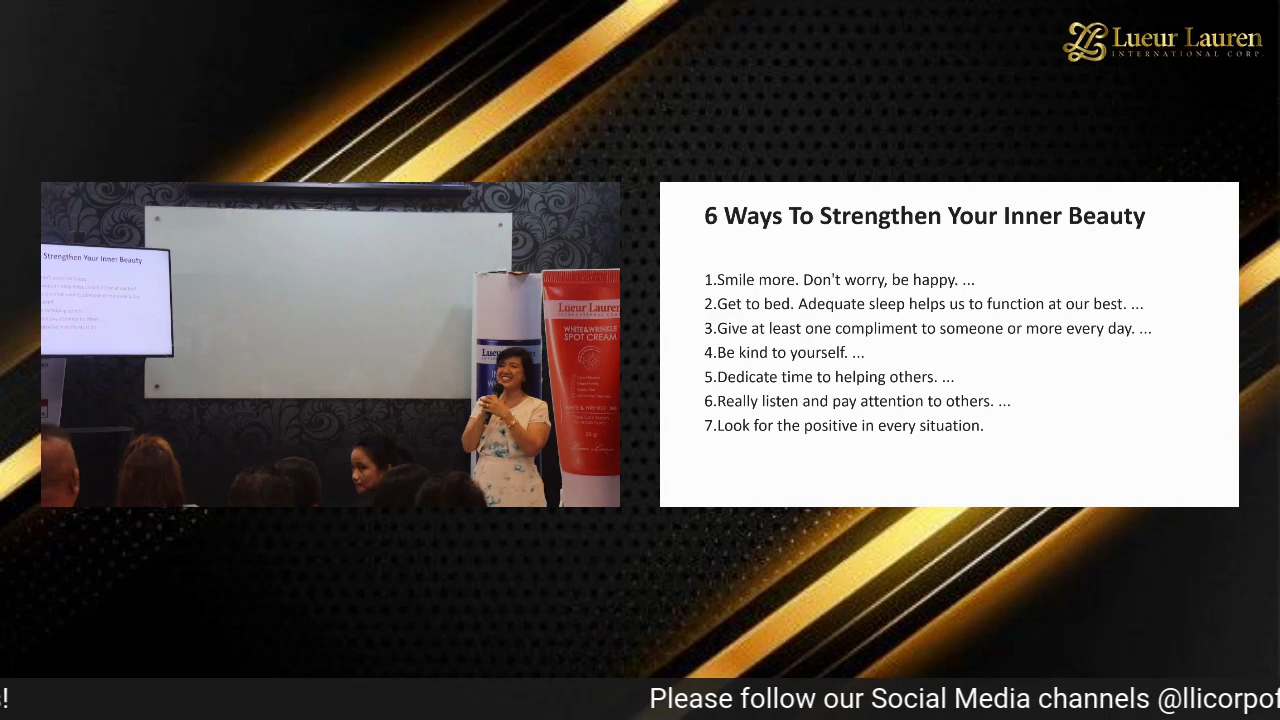 Lueur Lauren
INTERNATIONAL CORP.
Strengthen Your Inner Beauty
Lueur Lauren
WHITE&WRINKLE
SPOT CREAM
WHITE & WRINKLE
35 g
6 Ways To Strengthen Your Inner Beauty
1.Smile more. Don't worry, be happy. ...
2.Get to bed. Adequate sleep helps us to function at our best. ...
3.Give at least one compliment to someone or more every day. ...
4.Be kind to yourself. ...
5.Dedicate time to helping others. ...
6.Really listen and pay attention to others. ...
7.Look for the positive in every situation.
Please follow our Social Media channels